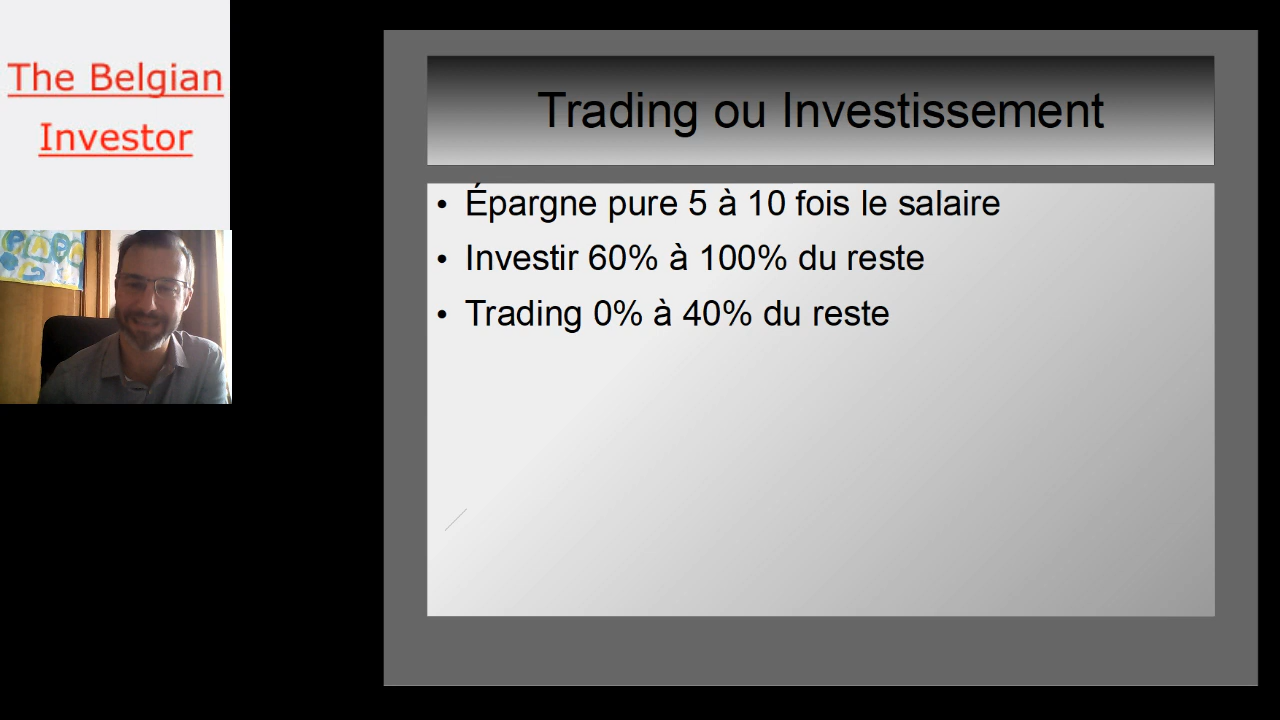 The Belgian
Investor
PAPA
Trading ou Investissement
• Épargne pure 5 à 10 fois le salaire
• Investir 60% à 100% du reste
• Trading 0% à 40% du reste